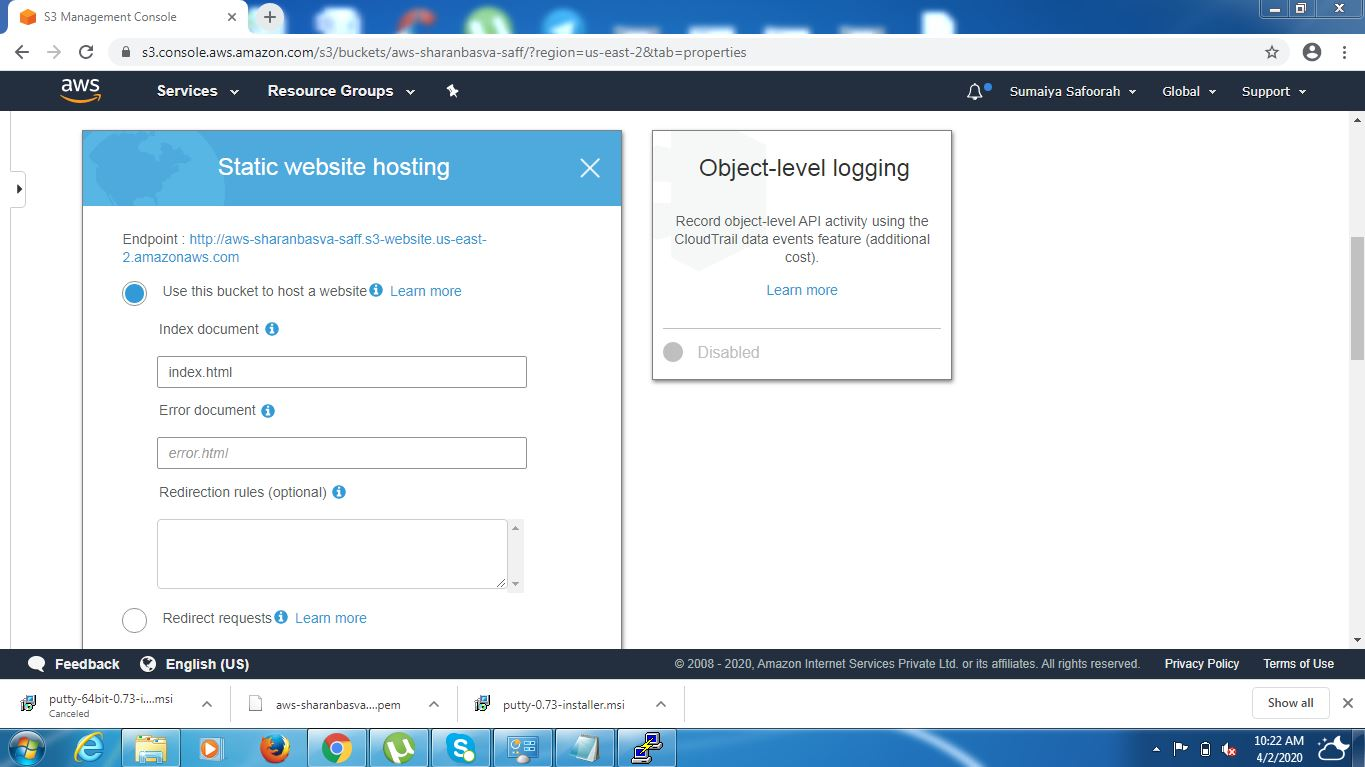 S3 Management Console
s3.console.aws.amazon.com/s3/buckets/aws-sharanbasva-saff/?region=us-east-2&tab=properties
aws
Services
Resource Groups
Sumaiya Safoorah
Global
Support
Static website hosting
Endpoint : http://aws-sharanbasva-saff.s3-website.us-east-
2.amazonaws.com
Use this bucket to host a website
Learn more
Index document
index.html
Error document
error.html
Redirection rules (optional)
Redirect requests
Learn more
Object-level logging
Record object-level API activity using the
CloudTrail data events feature (additional
cost).
Learn more
Disabled
Feedback
English (US)
© 2008 - 2020, Amazon Internet Services Private Ltd. or its affiliates. All rights reserved.
Privacy Policy
Terms of Use
putty-64bit-0.73-i....msi
Canceled
aws-sharanbasva....pem
putty-0.73-installer.msi
Show all
10:22 AM
4/2/2020